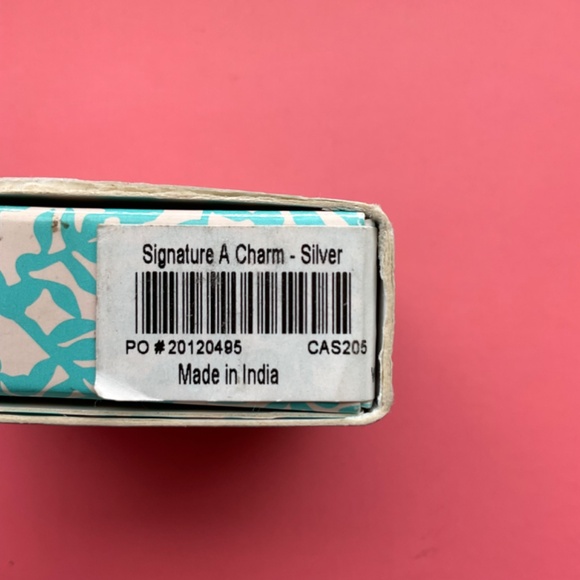 Signature A Charm - Silver
PO #20120495 CAS205
Made in India